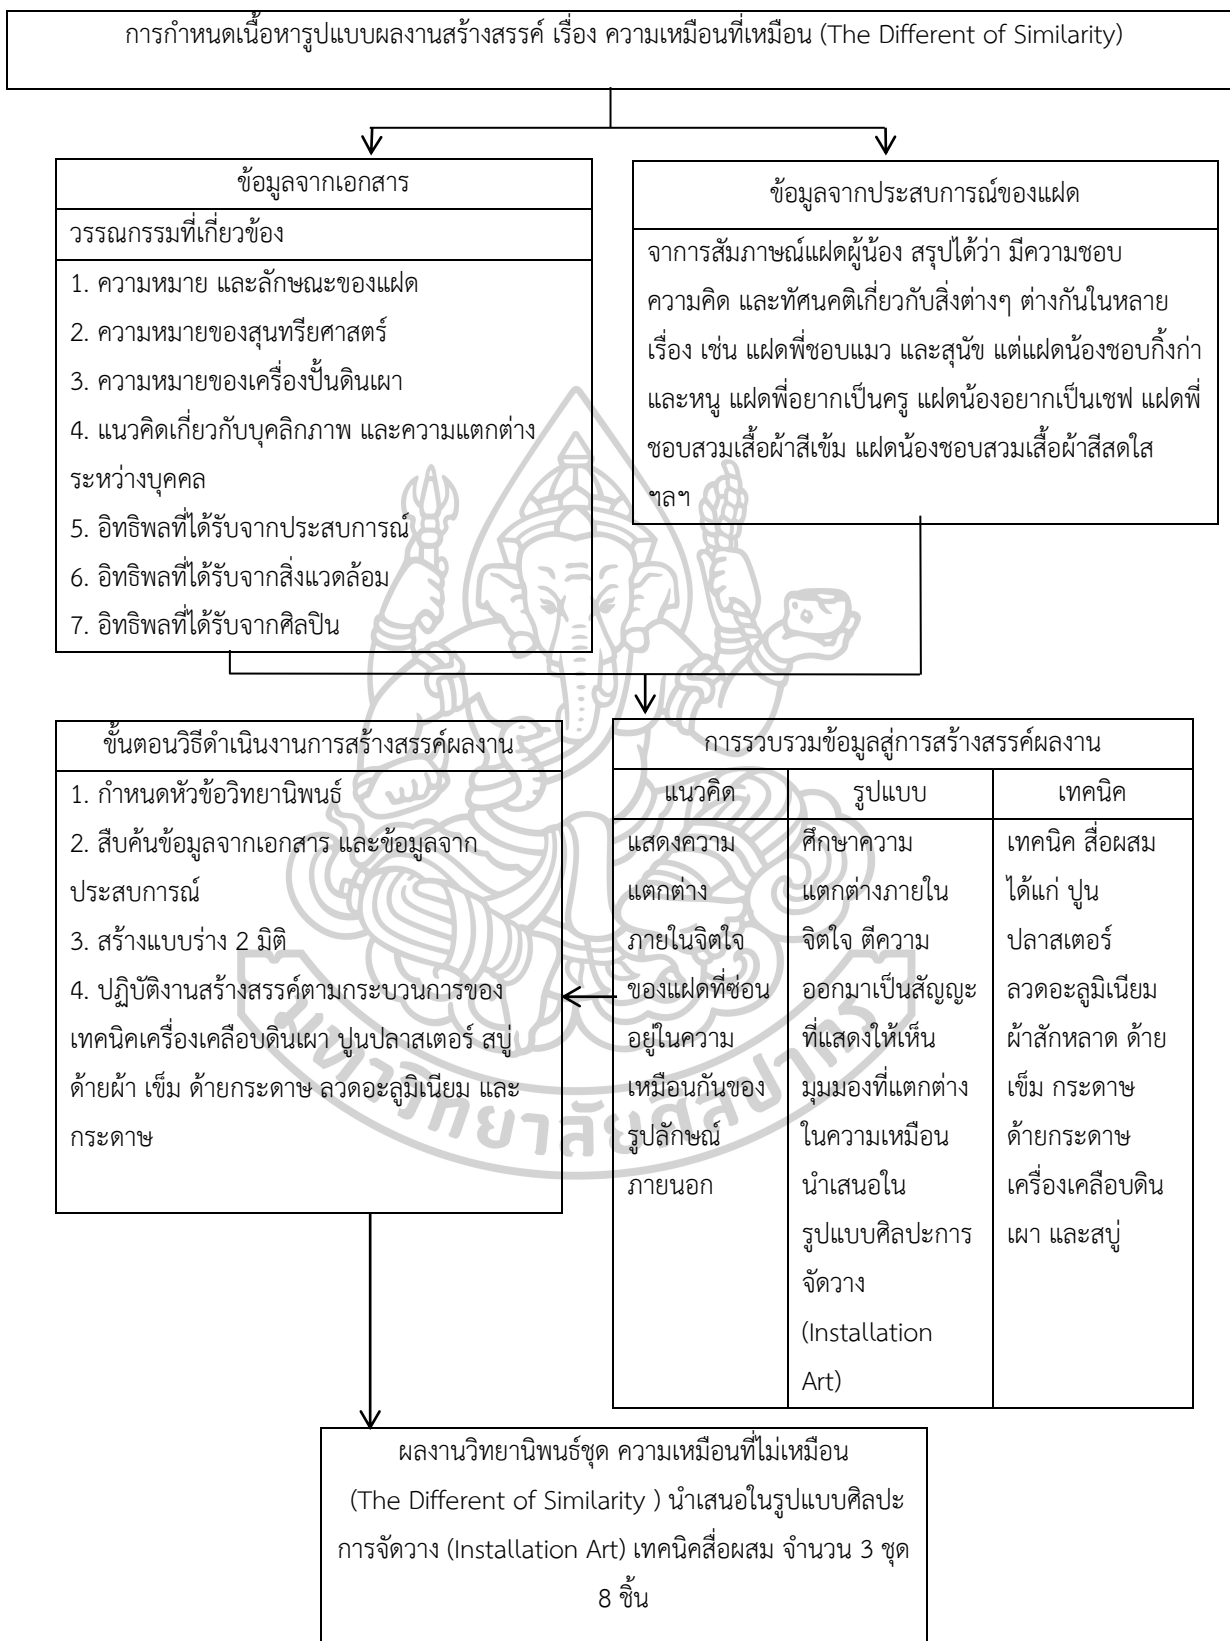 การกำหนดเนื้อหารูปแบบผลงานสร้างสรรค์ เรื่อง ความเหมือนที่เหมือน (The Different of Similarity)
ข้อมูลจากเอกสาร
วรรณกรรมที่เกี่ยวข้อง
1. ความหมาย และลักษณะของแฝด
2. ความหมายของสุนทรียศาสตร์
3. ความหมายของเครื่องปั้นดินเผา
4. แนวคิดเกี่ยวกับบุคลิกภาพ และความแตกต่าง
ระหว่างบุคคล
5. อิทธิพลที่ได้รับจากประสบการณ์
6. อิทธิพลที่ได้รับจากสิ่งแวดล้อม
7. อิทธิพลที่ได้รับจากศิลปิน
ข้อมูลจากประสบการณ์ของแฝด
จาการสัมภาษณ์แฝดผู้น้อง สรุปได้ว่า มีความชอบ
ความคิด และทัศนคติเกี่ยวกับสิ่งต่างๆ ต่างกันในหลาย
เรื่อง เช่น แฝดพี่ชอบแมว และสุนัข แต่แฝดน้องชอบกิ้งก่า
และหนู แฝดพี่อยากเป็นครู แฝดน้องอยากเป็นเชฟ แฝดพี่
ชอบสวมเสื้อผ้าสีเข้ม แฝดน้องชอบสวมเสื้อผ้าสีสดใส
ฯลฯ
ขั้นตอนวิธีดำเนินงานการสร้างสรรค์ผลงาน
1. กำหนดหัวข้อวิทยานิพนธ์
2. สืบค้นข้อมูลจากเอกสาร และข้อมูลจาก
ประสบการณ์
3. สร้างแบบร่าง 2 มิติ
4. ปฏิบัติงานสร้างสรรค์ตามกระบวนการของ
เทคนิคเครื่องเคลือบดินเผา ปูนปลาสเตอร์ สบู่
ด้ายผ้า เข็ม ด้ายกระดาษ ลวดอะลูมิเนียม และ
กระดาษ
การรวบรวมข้อมูลสู่การสร้างสรรค์ผลงาน
แนวคิด
แสดงความ
แตกต่าง
ภายในจิตใจ
ของแฝดที่ซ่อน
อยู่ในความ
เหมือนกันของ
รูปลักษณ์
ภายนอก
รูปแบบ
ศึกษาความ
แตกต่างภายใน
จิตใจ ตีความ
ออกมาเป็นสัญญะ
ที่แสดงให้เห็น
มุมมองที่แตกต่าง
ในความเหมือน
นำเสนอใน
รูปแบบศิลปะการ
จัดวาง
(Installation
Art)
เทคนิค
เทคนิค สื่อผสม
ได้แก่ ปูน
ปลาสเตอร์
ลวดอะลูมิเนียม
ผ้าสักหลาด ด้าย
เข็ม กระดาษ
ด้ายกระดาษ
เครื่องเคลือบดิน
เผา และสบู่
มหาวิทยาลัยศิลปากร
ผลงานวิทยานิพนธ์ชุด ความเหมือนที่ไม่เหมือน
(The Different of Similarity ) นำเสนอในรูปแบบศิลปะ
การจัดวาง (Installation Art) เทคนิคสื่อผสม จำนวน 3 ชุด
8 ชิ้น